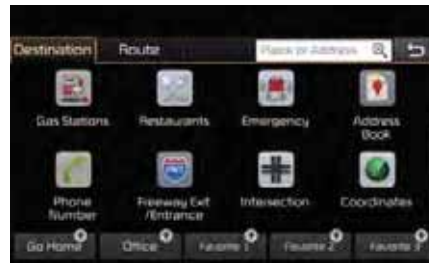 Destination Route Place or Address
Gas Stations Restaurants Emergency Address Book
Phone Number Freeway Exit /Entrance Intersection Coordinates
Go Home Office Favorite 1 Favorite 2 Favorite 3